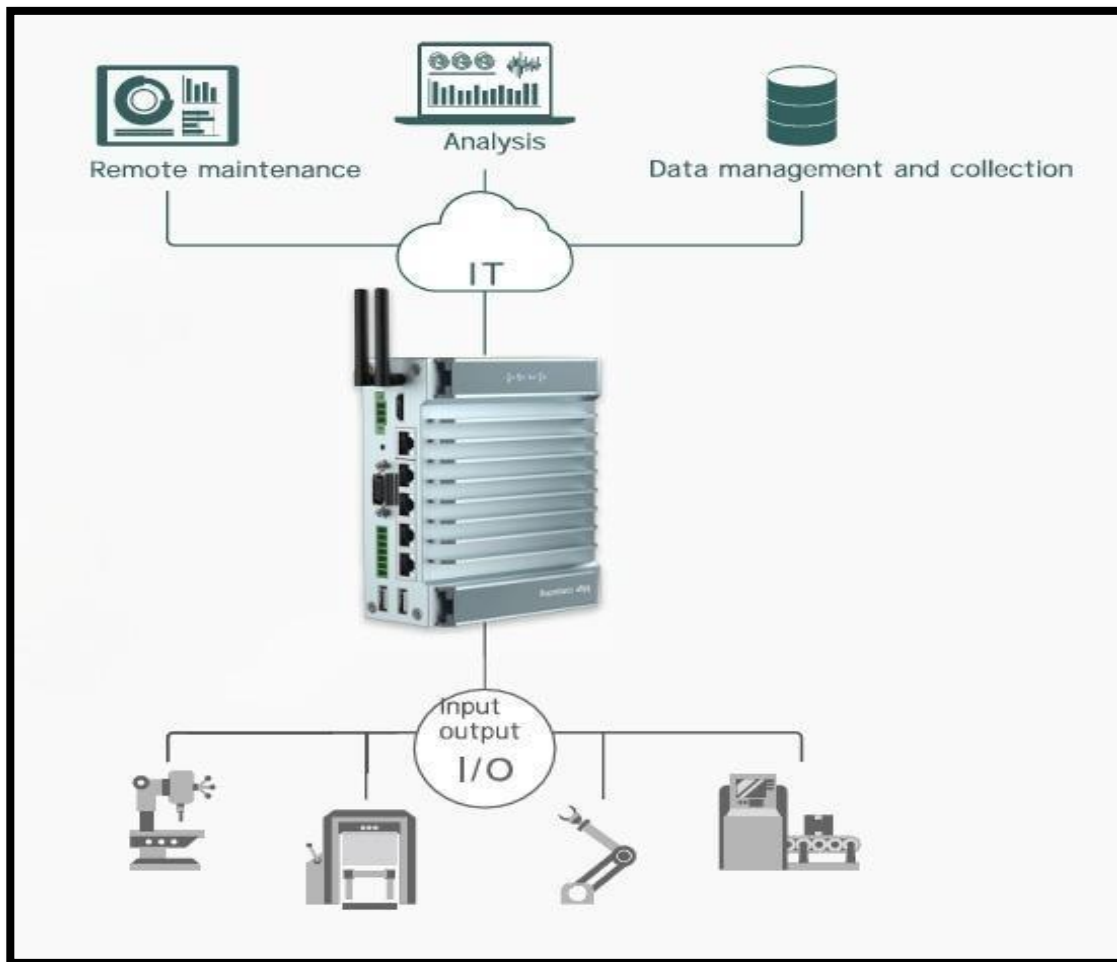 Analysis
Remote maintenance
Data management and collection
IT
Input
output
I/O